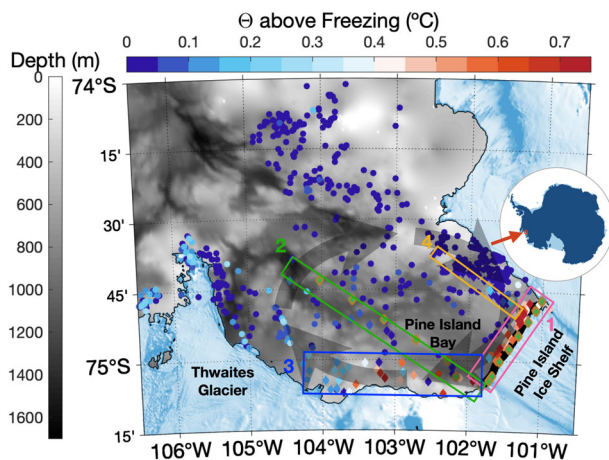 Θ above Freezing (ºC)
0 0.1 0.2 0.3 0.4 0.5 0.6 0.7
Depth (m)
0
200
400
600
800
1000
1200
1400
1600
74°S
15'
30'
45'
75°S
15'
2
4
1
3
Pine Island
Bay
Pine Island
Ice Shelf
Thwaites
Glacier
106°W 105°W 104°W 103°W 102°W 101°W